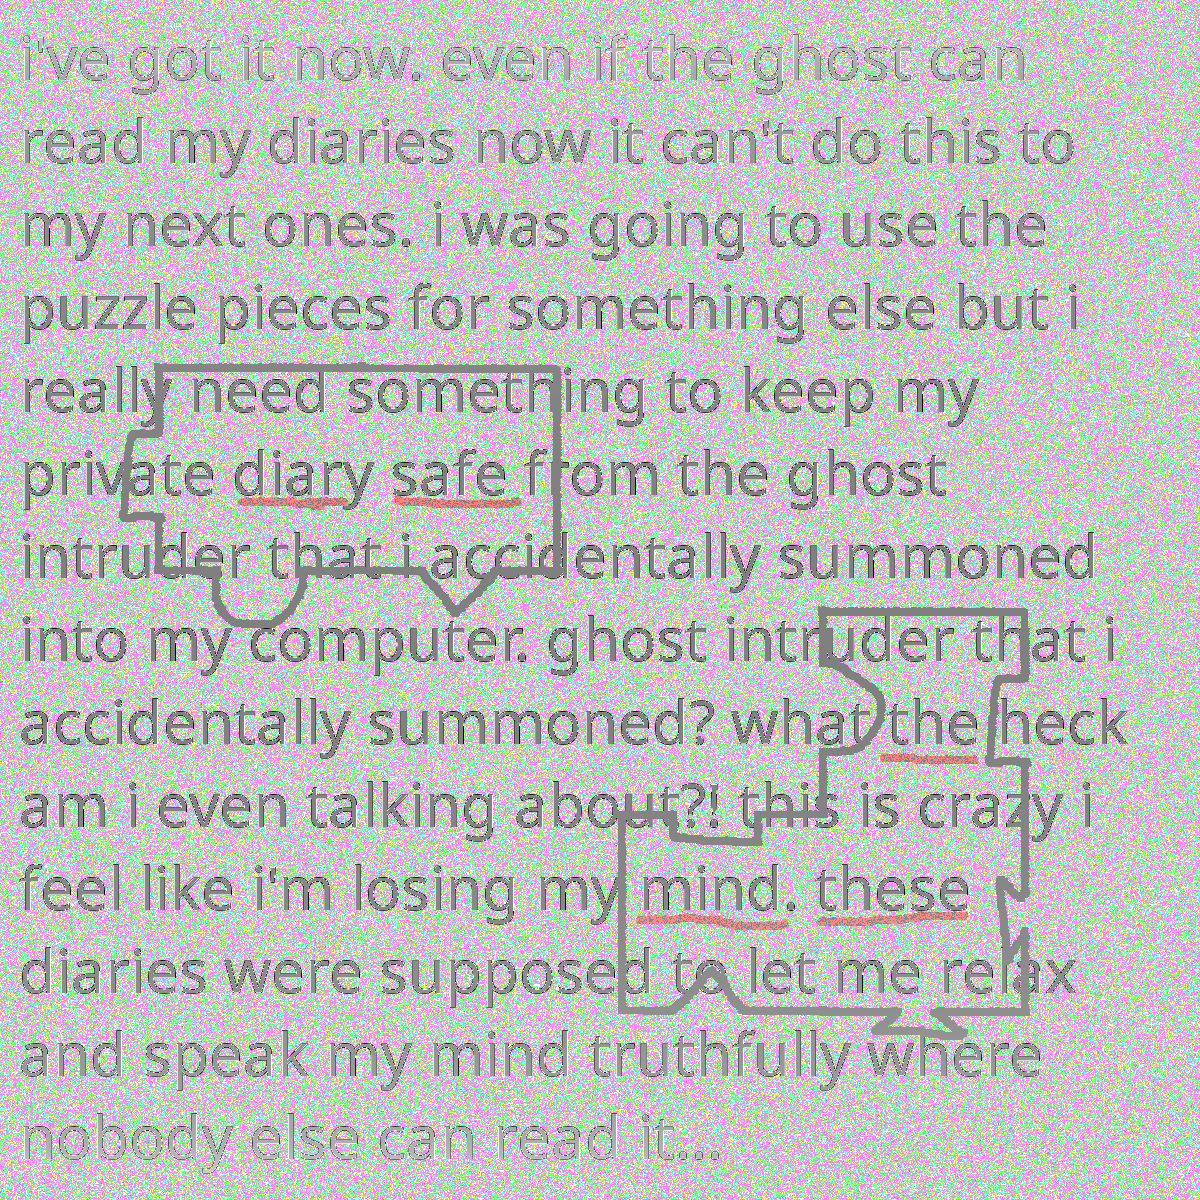 i've got it now. even if the ghost can
read my diaries now it can't do this to
my next ones. i was going to use the
puzzle pieces for something else but i
really need something to keep my
private diary safe from the ghost
intruder that i accidentally summoned
into my computer. ghost intruder that i
accidentally summoned? what the heck
am i even talking about?! this is crazy i
feel like i'm losing my mind. these
diaries were supposed to let me relax
and speak my mind truthfully where
nobody else can read it...